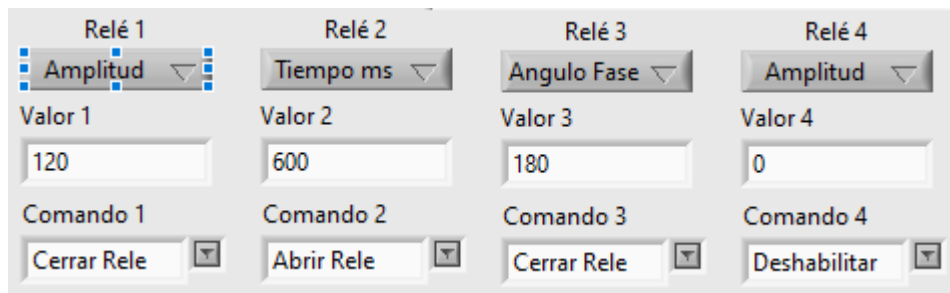 Relé 1 Relé 2 Relé 3 Relé 4
Amplitud Tiempo ms Angulo Fase Amplitud
Valor 1 Valor 2 Valor 3 Valor 4
120 600 180 0
Comando 1 Comando 2 Comando 3 Comando 4
Cerrar Rele Abrir Rele Cerrar Rele Deshabilitar